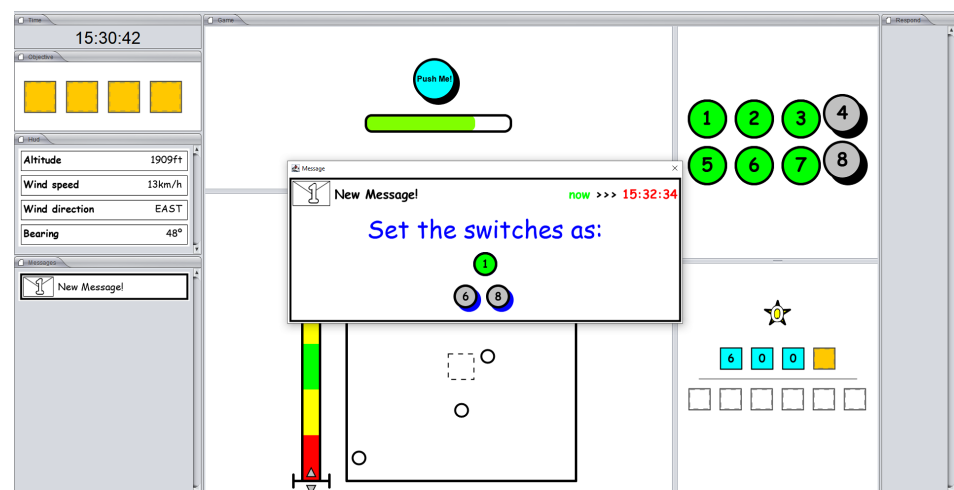 Time
15:30:42
Objective
Hud
Altitude 1909ft
Wind speed 13km/h
Wind direction EAST
Bearing 48°
Messages
1 New Message!
Game
Push Me!
Message
1 New Message! now >>> 15:32:34
Set the switches as:
1
6 8
1 2 3 4
5 6 7 8
0
6 0 0
Respond